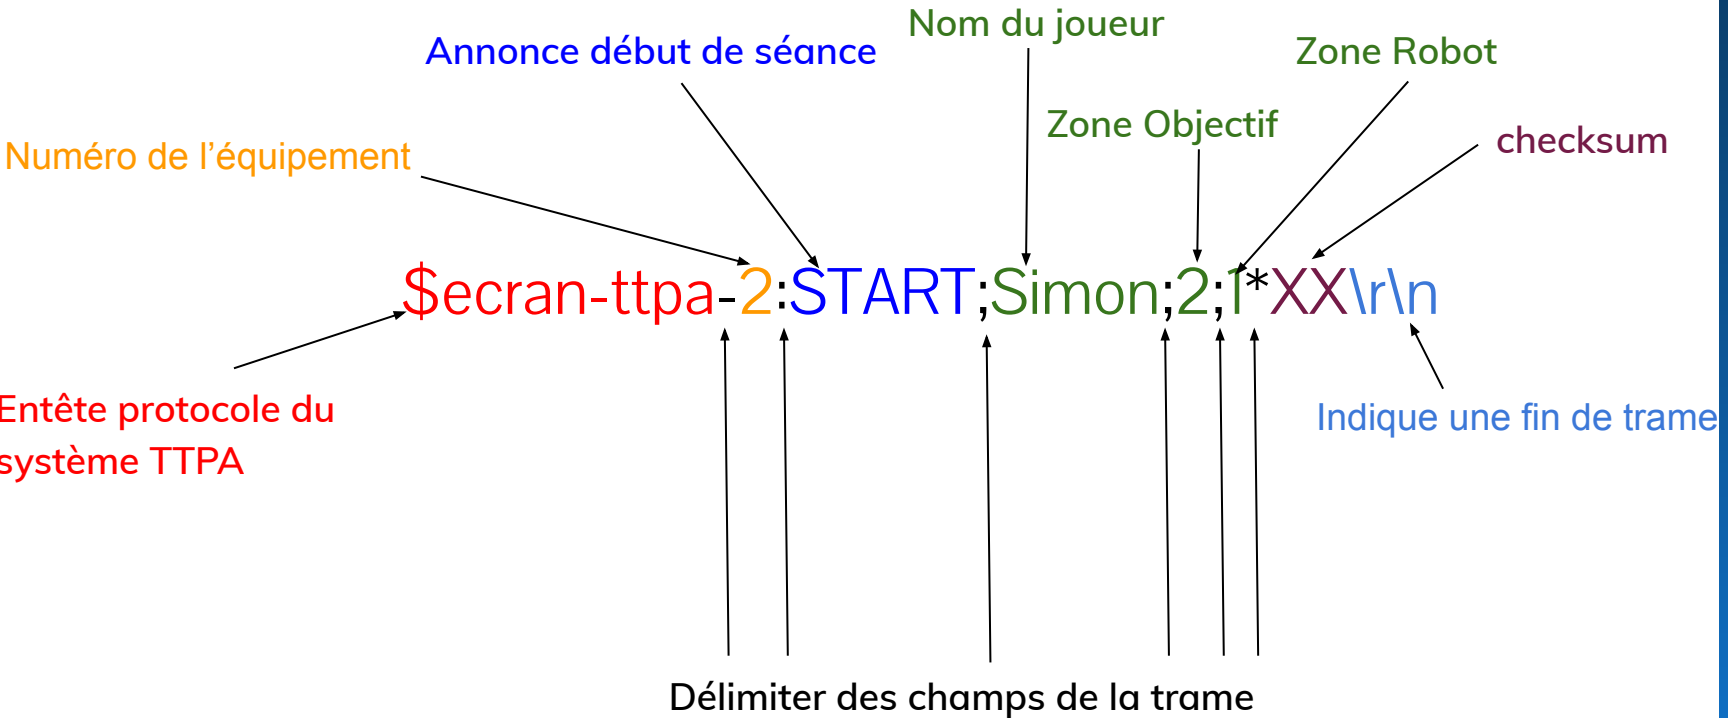 Nom du joueur
Annonce début de séance
Zone Robot
Zone Objectif
checksum
Numéro de l’équipement
$ecran-ttpa-2:START;Simon;2;1*XX\r\n
Entête protocole du
système TTPA
Indique une fin de trame
Délimiter des champs de la trame